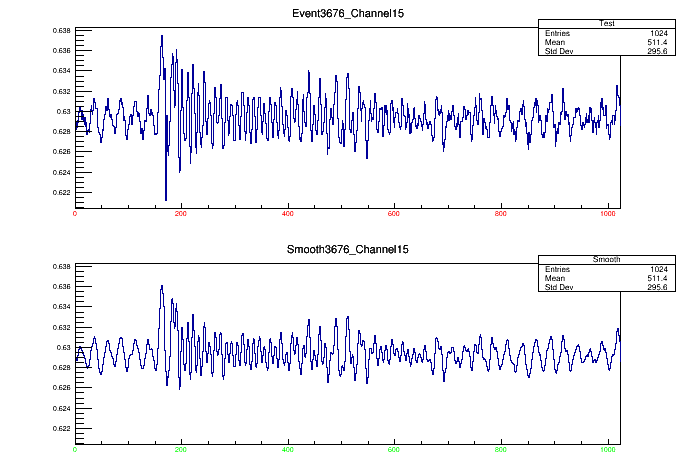 Event3676_Channel15
Test
Entries 1024
Mean 511.4
Std Dev 295.6
0.638
0.636
0.634
0.632
0.63
0.628
0.626
0.624
0.622
0 200 400 600 800 1000
Smooth3676_Channel15
Smooth
Entries 1024
Mean 511.4
Std Dev 295.6
0.638
0.636
0.634
0.632
0.63
0.628
0.626
0.624
0.622
0 200 400 600 800 1000